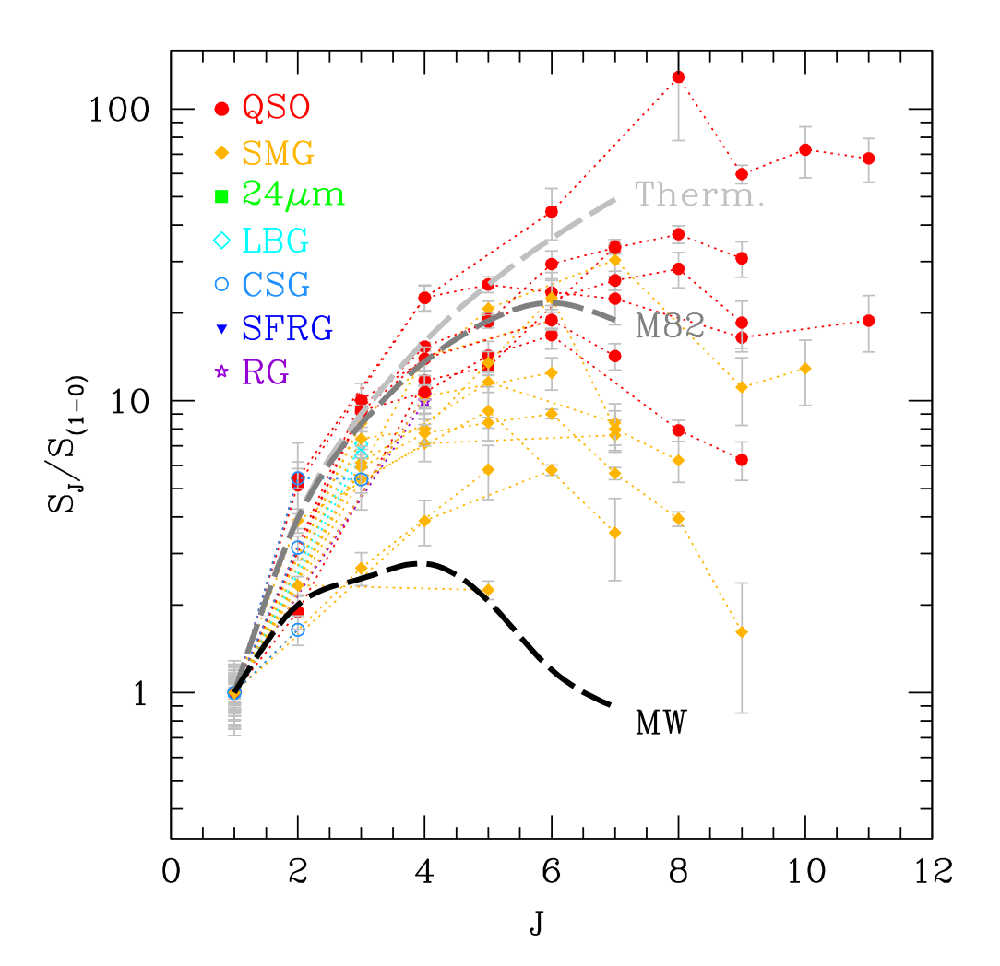 100
10
1
S_J/S_(1−0)
QSO
SMG
24μm
LBG
CSG
SFRG
RG
Therm.
M82
MW
0 2 4 6 8 10 12
J